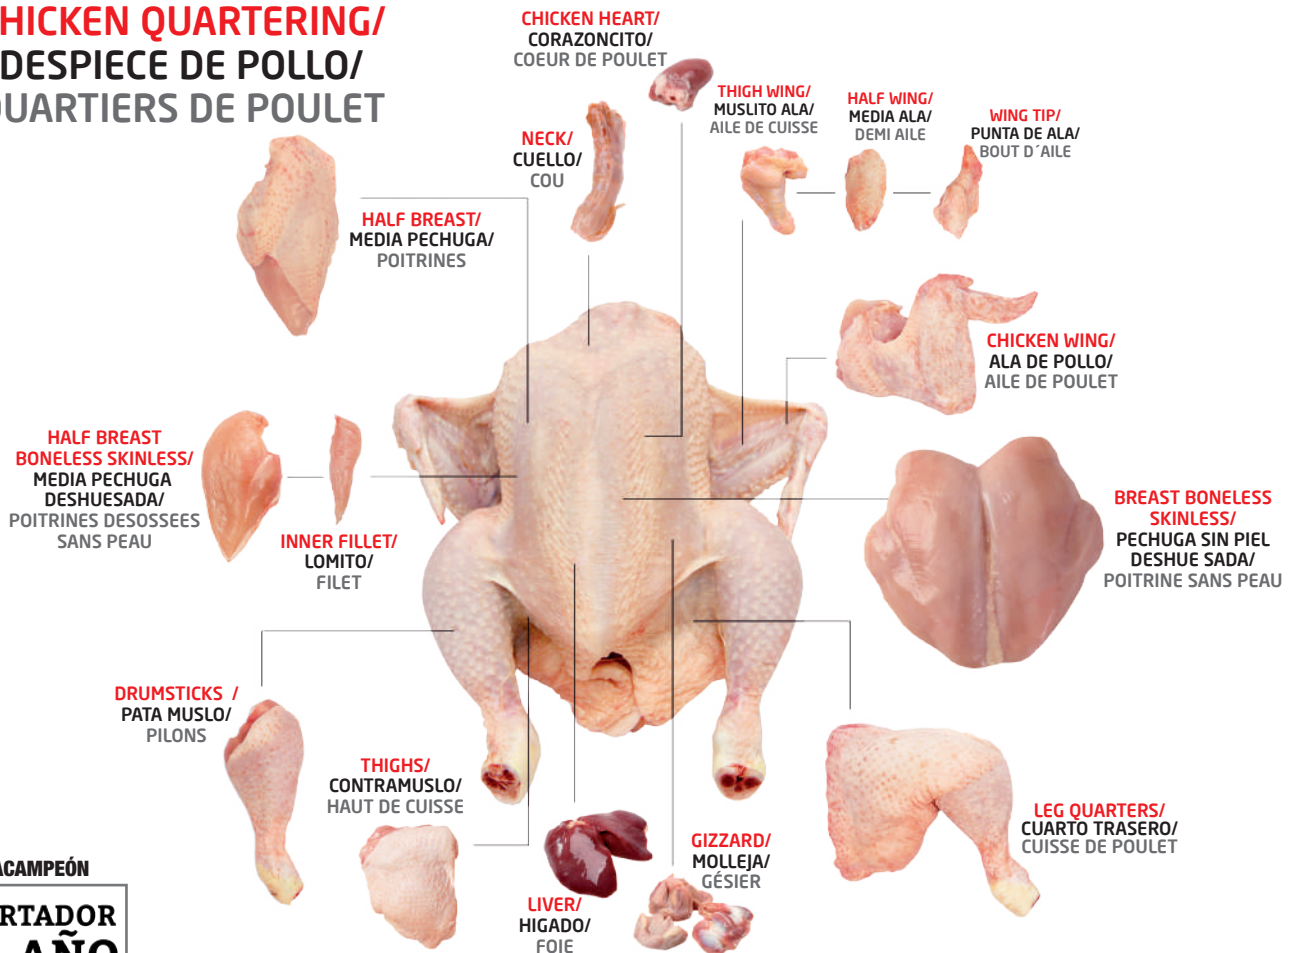 HICKEN QUARTERING/
DESPIECE DE POLLO/
QUARTIERS DE POULET
CHICKEN HEART/
CORAZONCITO/
COEUR DE POULET
THIGH WING/
MUSLITO ALA/
AILE DE CUISSE
HALF WING/
MEDIA ALA/
DEMI AILE
WING TIP/
PUNTA DE ALA/
BOUT D´AILE
NECK/
CUELLO/
COU
HALF BREAST/
MEDIA PECHUGA/
POITRINES
CHICKEN WING/
ALA DE POLLO/
AILE DE POULET
HALF BREAST
BONELESS SKINLESS/
MEDIA PECHUGA
DESHUESADA/
POITRINES DESOSSEES
SANS PEAU
INNER FILLET/
LOMITO/
FILET
BREAST BONELESS
SKINLESS/
PECHUGA SIN PIEL
DESHUE SADA/
POITRINE SANS PEAU
DRUMSTICKS /
PATA MUSLO/
PILONS
THIGHS/
CONTRAMUSLO/
HAUT DE CUISSE
LIVER/
HIGADO/
FOIE
GIZZARD/
MOLLEJA/
GÉSIER
LEG QUARTERS/
CUARTO TRASERO/
CUISSE DE POULET
ACAMPEÓN
RTADOR
AÑO